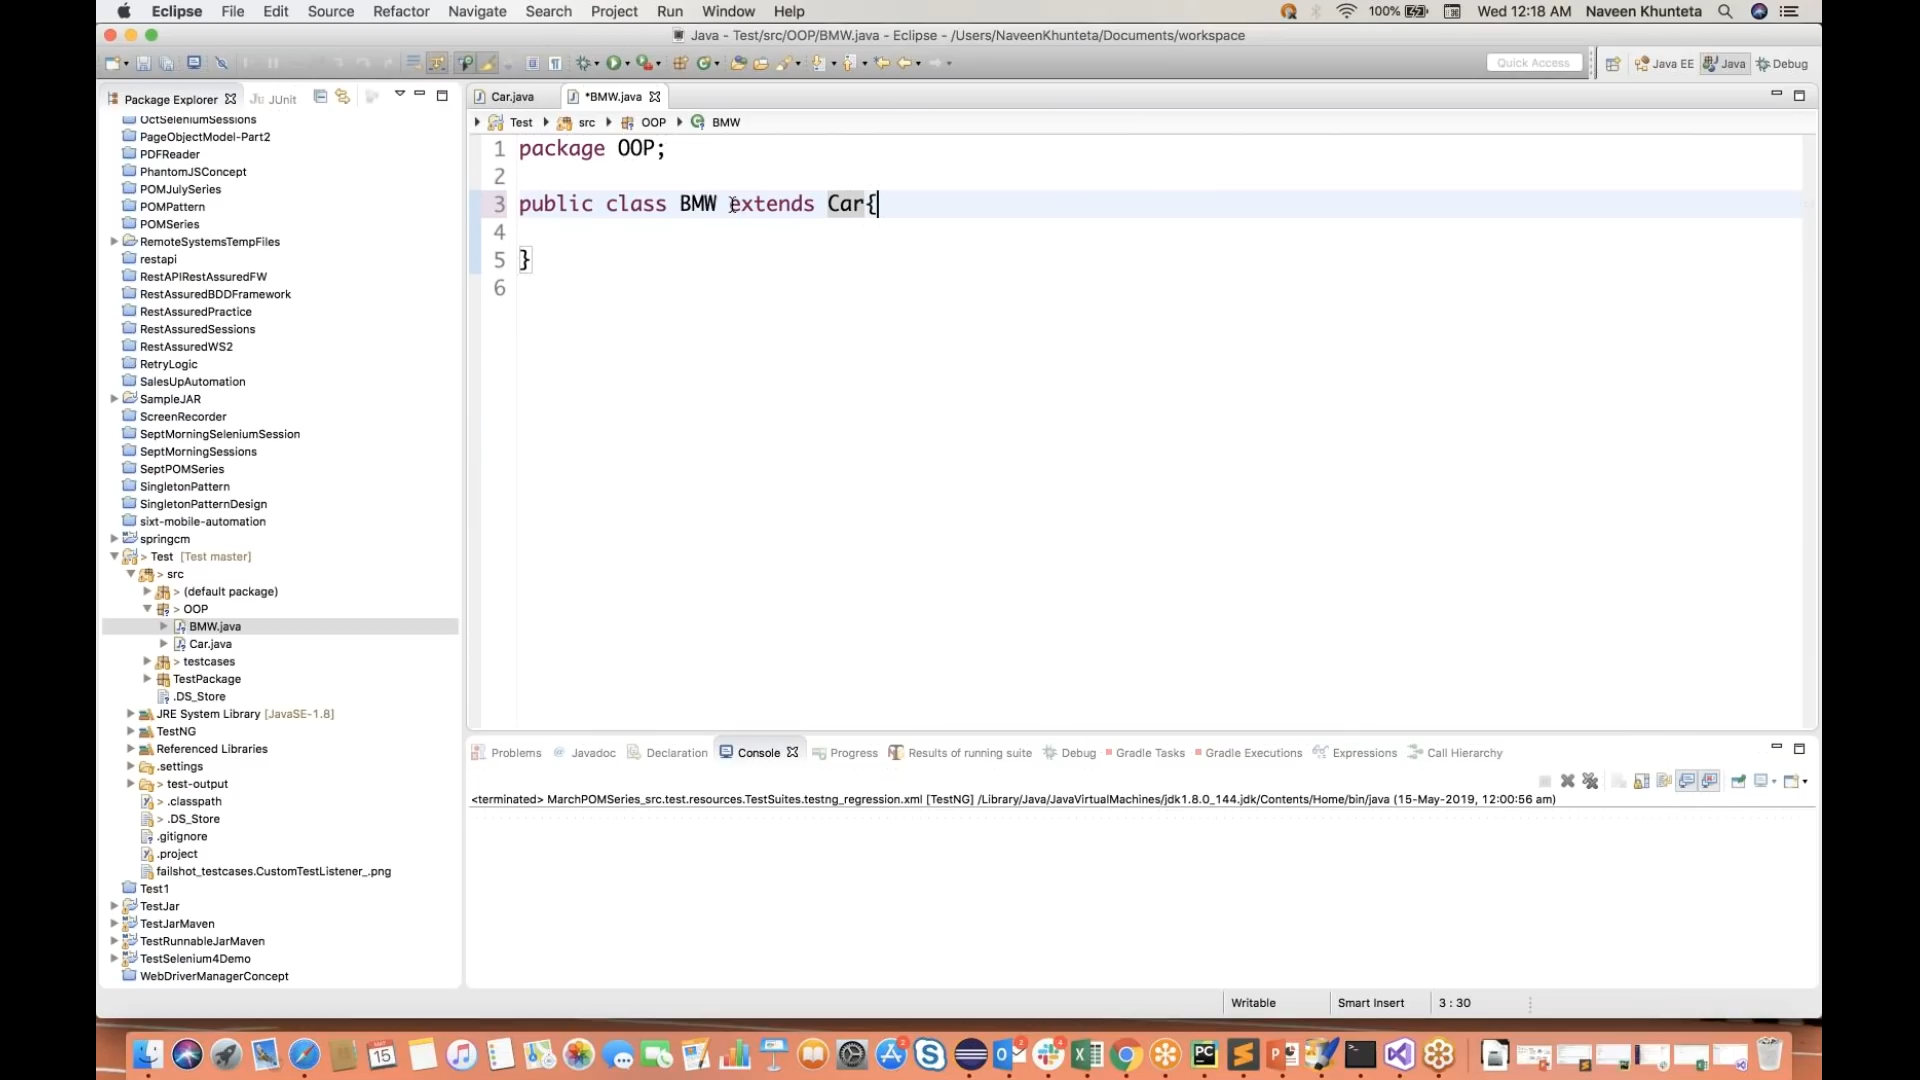 Eclipse File Edit Source Refactor Navigate Search Project Run Window Help 100% Wed 12:18 AM Naveen Khunteta
Java - Test/src/OOP/BMW.java - Eclipse - /Users/NaveenKhunteta/Documents/workspace
Quick Access Java EE Java Debug
Package Explorer JUnit
Car.java *BMW.java
Test src OOP BMW
OctSeleniumSessions
PageObjectModel-Part2
PDFReader
PhantomJSConcept
POMJulySeries
POMPattern
POMSeries
RemoteSystemsTempFiles
restapi
RestAPIRestAssuredFW
RestAssuredBDDFramework
RestAssuredPractice
RestAssuredSessions
RestAssuredWS2
RetryLogic
SalesUpAutomation
SampleJAR
ScreenRecorder
SeptMorningSeleniumSession
SeptMorningSessions
SeptPOMSeries
SingletonPattern
SingletonPatternDesign
sixt-mobile-automation
springcm
> Test [Test master]
> src
> (default package)
> OOP
BMW.java
Car.java
> testcases
TestPackage
.DS_Store
JRE System Library [JavaSE-1.8]
TestNG
Referenced Libraries
.settings
> test-output
> .classpath
> .DS_Store
.gitignore
.project
failshot_testcases.CustomTestListener_.png
Test1
TestJar
TestJarMaven
TestRunnableJarMaven
TestSelenium4Demo
WebDriverManagerConcept
1 package OOP;
2
3 public class BMW extends Car{
4
5 }
6
Problems Javadoc Declaration Console Progress Results of running suite Debug Gradle Tasks Gradle Executions Expressions Call Hierarchy
<terminated> MarchPOMSeries_src.test.resources.TestSuites.testng_regression.xml [TestNG] /Library/Java/JavaVirtualMachines/jdk1.8.0_144.jdk/Contents/Home/bin/java (15-May-2019, 12:00:56 am)
Writable Smart Insert 3 : 30